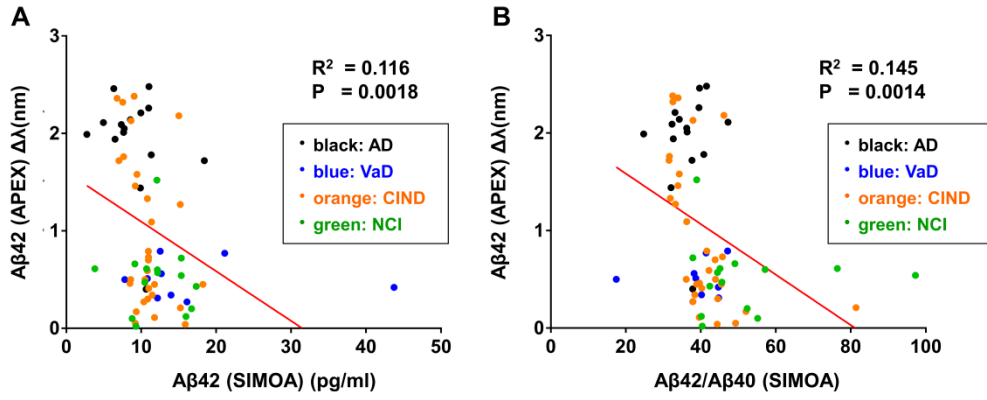 A
Aβ42 (APEX) Δλ(nm)
3
2
1
0
0
10
20
30
40
50
Aβ42 (SIMOA) (pg/ml)
R² = 0.116
P = 0.0018
black: AD
blue: VaD
orange: CIND
green: NCI
B
Aβ42 (APEX) Δλ(nm)
3
2
1
0
0
20
40
60
80
100
Aβ42/Aβ40 (SIMOA)
R² = 0.145
P = 0.0014
black: AD
blue: VaD
orange: CIND
green: NCI